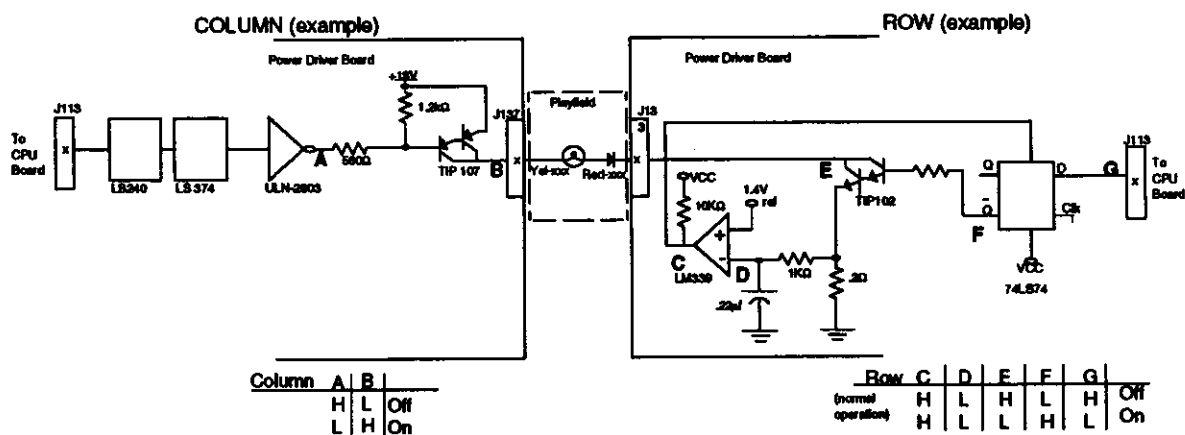 COLUMN (example)
ROW (example)
Power Driver Board
Power Driver Board
+18V
1.2kΩ
J113
To
CPU
Board
x
LS240
LS374
ULN-2803
A
560Ω
TIP 107
B
J137
x
Playfield
Yel-xxx
Red-xxx
J13
3
x
VCC
10KΩ
1.4V
ref
+
-
C
LM339
D
.22µf
1KΩ
.2Ω
E
TIP102
F
Q
Q
D
Clk
VCC
74LS74
G
J113
x
To
CPU
Board
Column A B
H L Off
L H On
Row C D E F G
(normal
operation)
H L H L H Off
H L L H L On